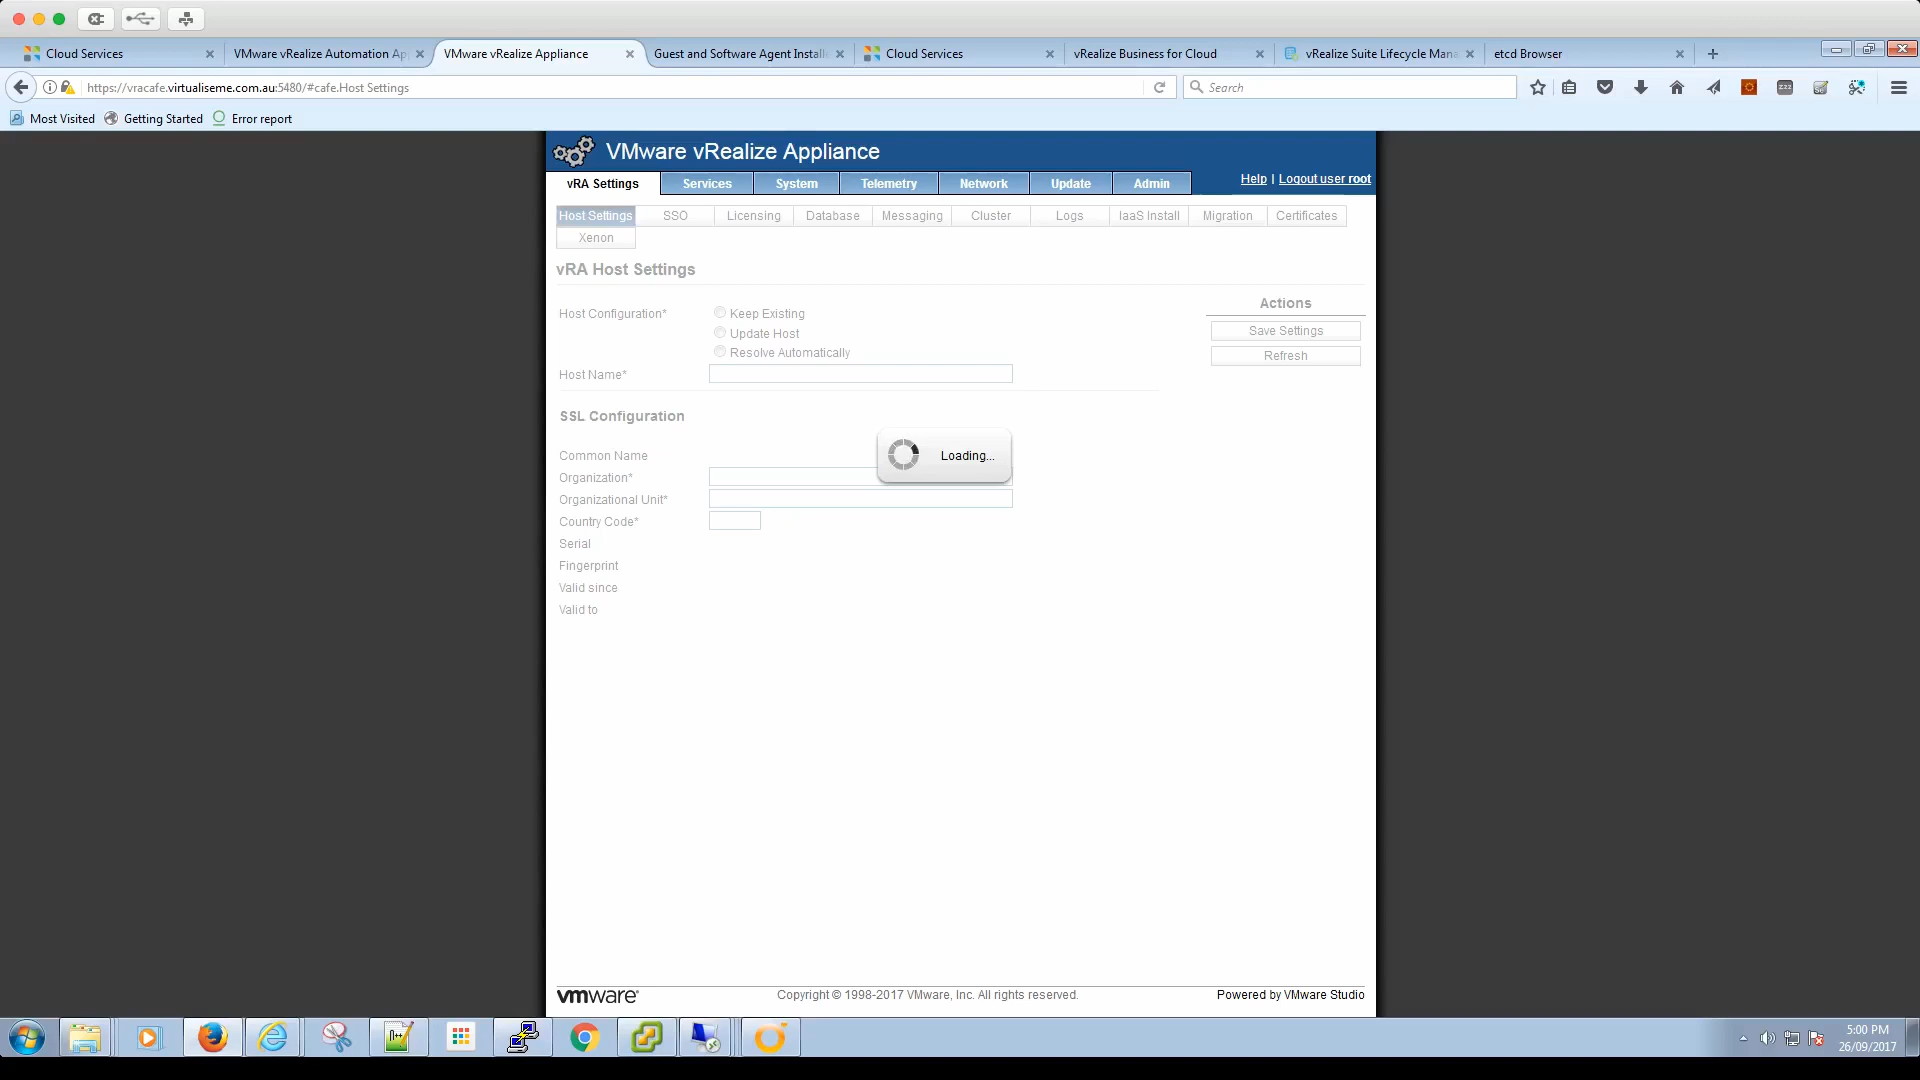 Cloud Services
VMware vRealize Automation Ap
VMware vRealize Appliance
Guest and Software Agent Install
Cloud Services
vRealize Business for Cloud
vRealize Suite Lifecycle Mana
etcd Browser
https://vracafe.virtualiseme.com.au:5480/#cafe.Host Settings
Search
Most Visited
Getting Started
Error report
VMware vRealize Appliance
vRA Settings
Services
System
Telemetry
Network
Update
Admin
Help | Logout user root
Host Settings
SSO
Licensing
Database
Messaging
Cluster
Logs
IaaS Install
Migration
Certificates
Xenon
vRA Host Settings
Host Configuration*
Keep Existing
Update Host
Resolve Automatically
Host Name*
Actions
Save Settings
Refresh
SSL Configuration
Common Name
Organization*
Organizational Unit*
Country Code*
Serial
Fingerprint
Valid since
Valid to
Loading...
vmware
Copyright © 1998-2017 VMware, Inc. All rights reserved.
Powered by VMware Studio
5:00 PM
26/09/2017